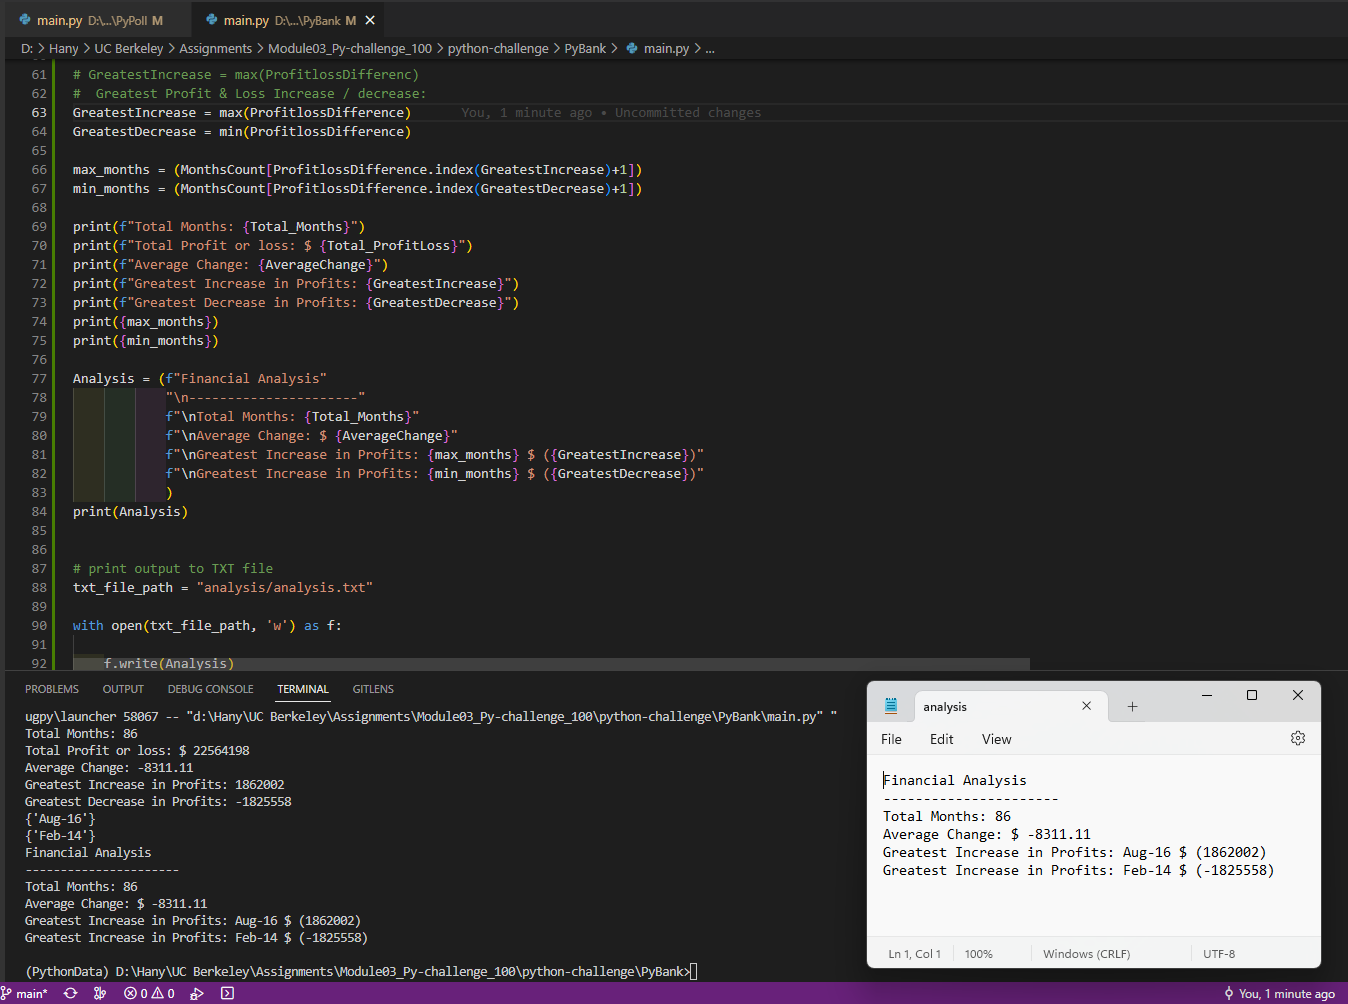 main.py D:\...\PyPoll M
main.py D:\...\PyBank M
D: > Hany > UC Berkeley > Assignments > Module03_Py-challenge_100 > python-challenge > PyBank > main.py > ...
61 # GreatestIncrease = max(ProfitlossDifferenc)
62 #  Greatest Profit & Loss Increase / decrease:
63 GreatestIncrease = max(ProfitlossDifference) You, 1 minute ago • Uncommitted changes
64 GreatestDecrease = min(ProfitlossDifference)
65
66 max_months = (MonthsCount[ProfitlossDifference.index(GreatestIncrease)+1])
67 min_months = (MonthsCount[ProfitlossDifference.index(GreatestDecrease)+1])
68
69 print(f"Total Months: {Total_Months}")
70 print(f"Total Profit or loss: $ {Total_ProfitLoss}")
71 print(f"Average Change: {AverageChange}")
72 print(f"Greatest Increase in Profits: {GreatestIncrease}")
73 print(f"Greatest Decrease in Profits: {GreatestDecrease}")
74 print({max_months})
75 print({min_months})
76
77 Analysis = (f"Financial Analysis"
78 "\n----------------------"
79 f"\nTotal Months: {Total_Months}"
80 f"\nAverage Change: $ {AverageChange}"
81 f"\nGreatest Increase in Profits: {max_months} $ ({GreatestIncrease})"
82 f"\nGreatest Increase in Profits: {min_months} $ ({GreatestDecrease})"
83 )
84 print(Analysis)
85
86
87 # print output to TXT file
88 txt_file_path = "analysis/analysis.txt"
89
90 with open(txt_file_path, 'w') as f:
91
92 f.write(Analysis)
PROBLEMS OUTPUT DEBUG CONSOLE TERMINAL GITLENS
ugpy\launcher 58067 -- "d:\Hany\UC Berkeley\Assignments\Module03_Py-challenge_100\python-challenge\PyBank\main.py" "
Total Months: 86
Total Profit or loss: $ 22564198
Average Change: -8311.11
Greatest Increase in Profits: 1862002
Greatest Decrease in Profits: -1825558
{'Aug-16'}
{'Feb-14'}
Financial Analysis
----------------------
Total Months: 86
Average Change: $ -8311.11
Greatest Increase in Profits: Aug-16 $ (1862002)
Greatest Increase in Profits: Feb-14 $ (-1825558)
(PythonData) D:\Hany\UC Berkeley\Assignments\Module03_Py-challenge_100\python-challenge\PyBank>
analysis
File Edit View
Financial Analysis
----------------------
Total Months: 86
Average Change: $ -8311.11
Greatest Increase in Profits: Aug-16 $ (1862002)
Greatest Increase in Profits: Feb-14 $ (-1825558)
Ln 1, Col 1 100% Windows (CRLF) UTF-8
main* 0 0 You, 1 minute ago